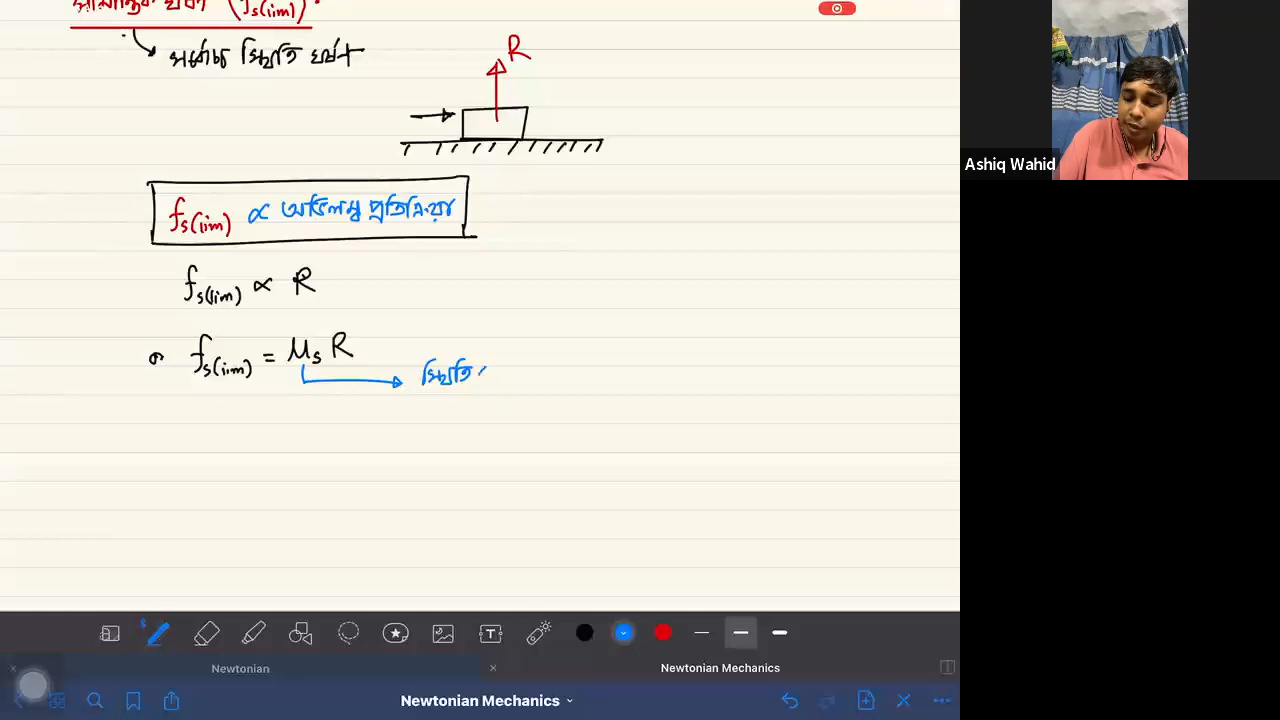 সীমান্তিক ঘর্ষণ (fs(lim)) :
সর্বোচ্চ স্থিতি ঘর্ষণ
R
Ashiq Wahid
fs(lim) ∝ অভিলম্ব প্রতিক্রিয়া
fs(lim) ∝ R
বা fs(lim) = μs R
স্থিতি
T
Newtonian
Newtonian Mechanics
Newtonian Mechanics